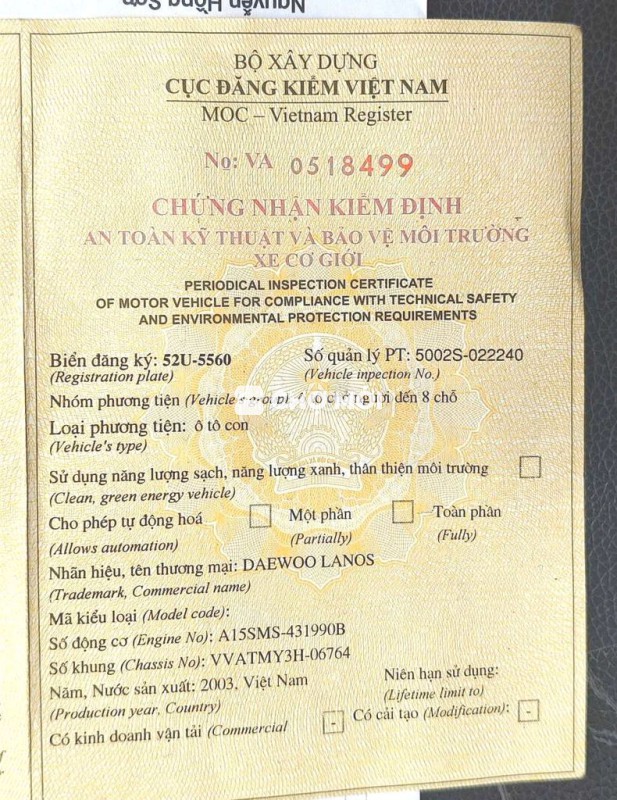 Nguyễn Hồng Sơn
BỘ XÂY DỰNG
CỤC ĐĂNG KIỂM VIỆT NAM
MOC – Vietnam Register
Nọ: VA 0518499
CHỨNG NHẬN KIỂM ĐỊNH
AN TOÀN KỸ THUẬT VÀ BẢO VỆ MÔI TRƯỜNG
XE CƠ GIỚI
PERIODICAL INSPECTION CERTIFICATE
OF MOTOR VEHICLE FOR COMPLIANCE WITH TECHNICAL SAFETY
AND ENVIRONMENTAL PROTECTION REQUIREMENTS
Biển đăng ký: 52U-5560 Số quản lý PT: 5002S-022240
(Registration plate) (Vehicle inpection No.)
Nhóm phương tiện (Vehicle's đến 8 chỗ
Loại phương tiện: ô tô con
(Vehicle's type)
Sử dụng năng lượng sạch, năng lượng xanh, thân thiện môi trường
(Clean, green energy vehicle)
Cho phép tự động hoá Một phần Toàn phần
(Allows automation) (Partially) (Fully)
Nhãn hiệu, tên thương mại: DAEWOO LANOS
(Trademark, Commercial name)
Mã kiểu loại (Model code):
Số động cơ (Engine No): A15SMS-431990B
Số khung (Chassis No): VVATMY3H-06764
Năm, Nước sản xuất: 2003, Việt Nam Niên hạn sử dụng:
(Production year, Country) (Lifetime limit to)
Có kinh doanh vận tải (Commercial - Có cải tạo (Modification): -